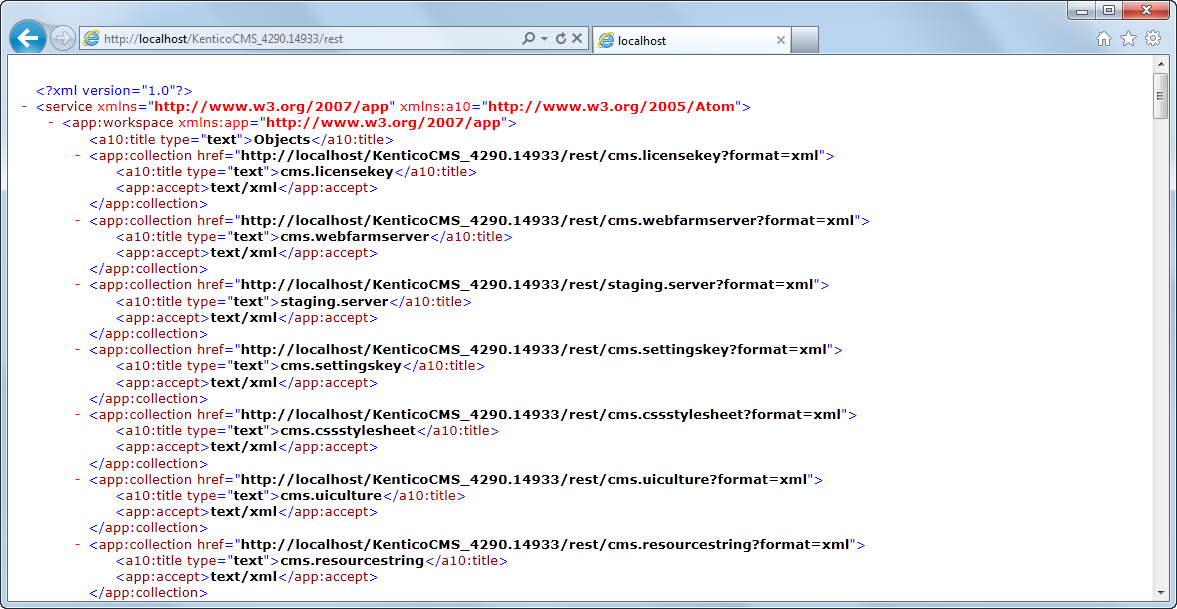 http://localhost/KenticoCMS_4290.14933/rest
localhost
<?xml version="1.0"?>
- <service xmlns="http://www.w3.org/2007/app" xmlns:a10="http://www.w3.org/2005/Atom">
- <app:workspace xmlns:app="http://www.w3.org/2007/app">
<a10:title type="text">Objects</a10:title>
- <app:collection href="http://localhost/KenticoCMS_4290.14933/rest/cms.licensekey?format=xml">
<a10:title type="text">cms.licensekey</a10:title>
<app:accept>text/xml</app:accept>
</app:collection>
- <app:collection href="http://localhost/KenticoCMS_4290.14933/rest/cms.webfarmserver?format=xml">
<a10:title type="text">cms.webfarmserver</a10:title>
<app:accept>text/xml</app:accept>
</app:collection>
- <app:collection href="http://localhost/KenticoCMS_4290.14933/rest/staging.server?format=xml">
<a10:title type="text">staging.server</a10:title>
<app:accept>text/xml</app:accept>
</app:collection>
- <app:collection href="http://localhost/KenticoCMS_4290.14933/rest/cms.settingskey?format=xml">
<a10:title type="text">cms.settingskey</a10:title>
<app:accept>text/xml</app:accept>
</app:collection>
- <app:collection href="http://localhost/KenticoCMS_4290.14933/rest/cms.cssstylesheet?format=xml">
<a10:title type="text">cms.cssstylesheet</a10:title>
<app:accept>text/xml</app:accept>
</app:collection>
- <app:collection href="http://localhost/KenticoCMS_4290.14933/rest/cms.uiculture?format=xml">
<a10:title type="text">cms.uiculture</a10:title>
<app:accept>text/xml</app:accept>
</app:collection>
- <app:collection href="http://localhost/KenticoCMS_4290.14933/rest/cms.resourcestring?format=xml">
<a10:title type="text">cms.resourcestring</a10:title>
<app:accept>text/xml</app:accept>
</app:collection>